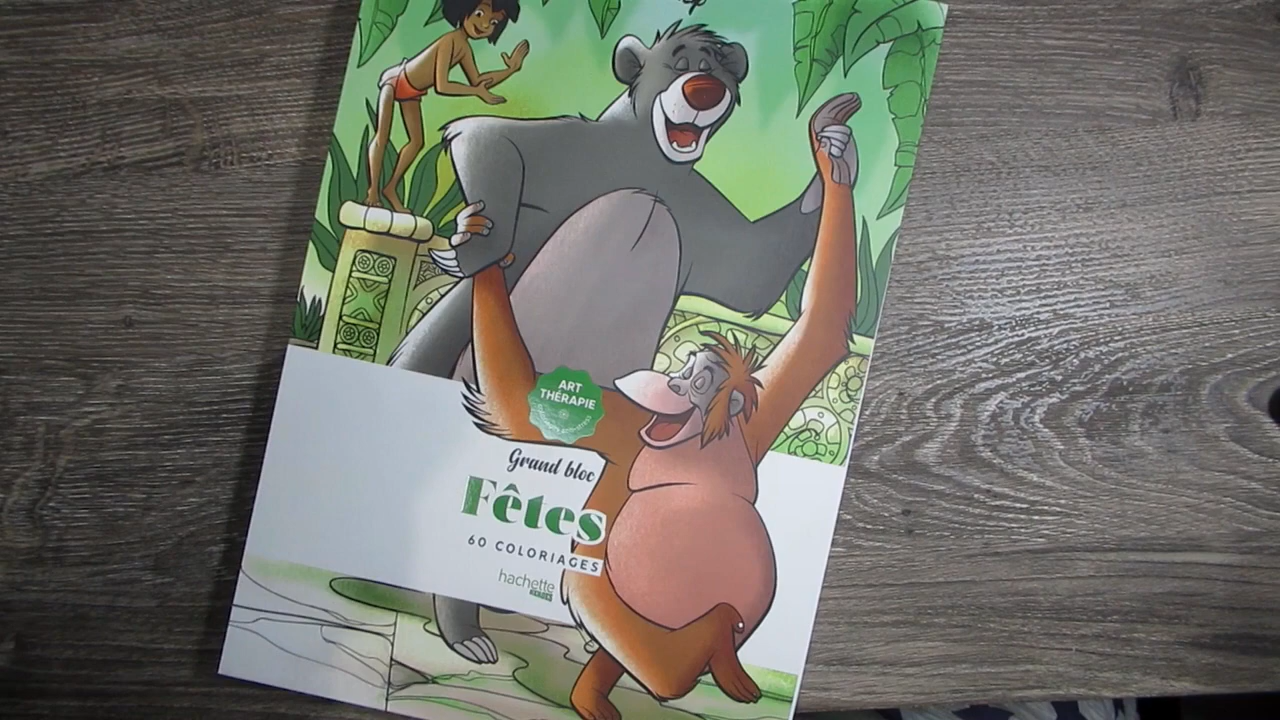 ART
THÉRAPIE
Grand bloc
Fêtes
60 COLORIAGES
hachette